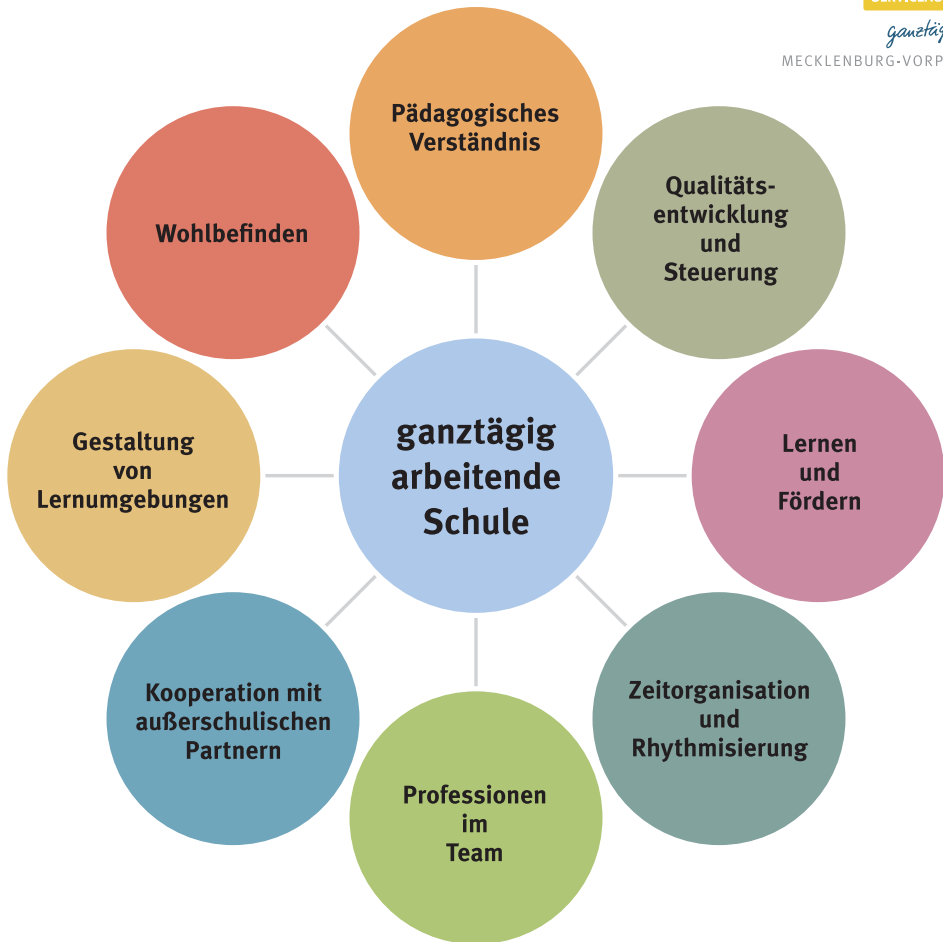 MECKLENBURG-VORP
Pädagogisches
Verständnis
Qualitäts-
entwicklung
und
Steuerung
Wohlbefinden
ganztägig
arbeitende
Schule
Gestaltung
von
Lernumgebungen
Lernen
und
Fördern
Kooperation mit
außerschulischen
Partnern
Zeitorganisation
und
Rhythmisierung
Professionen
im
Team